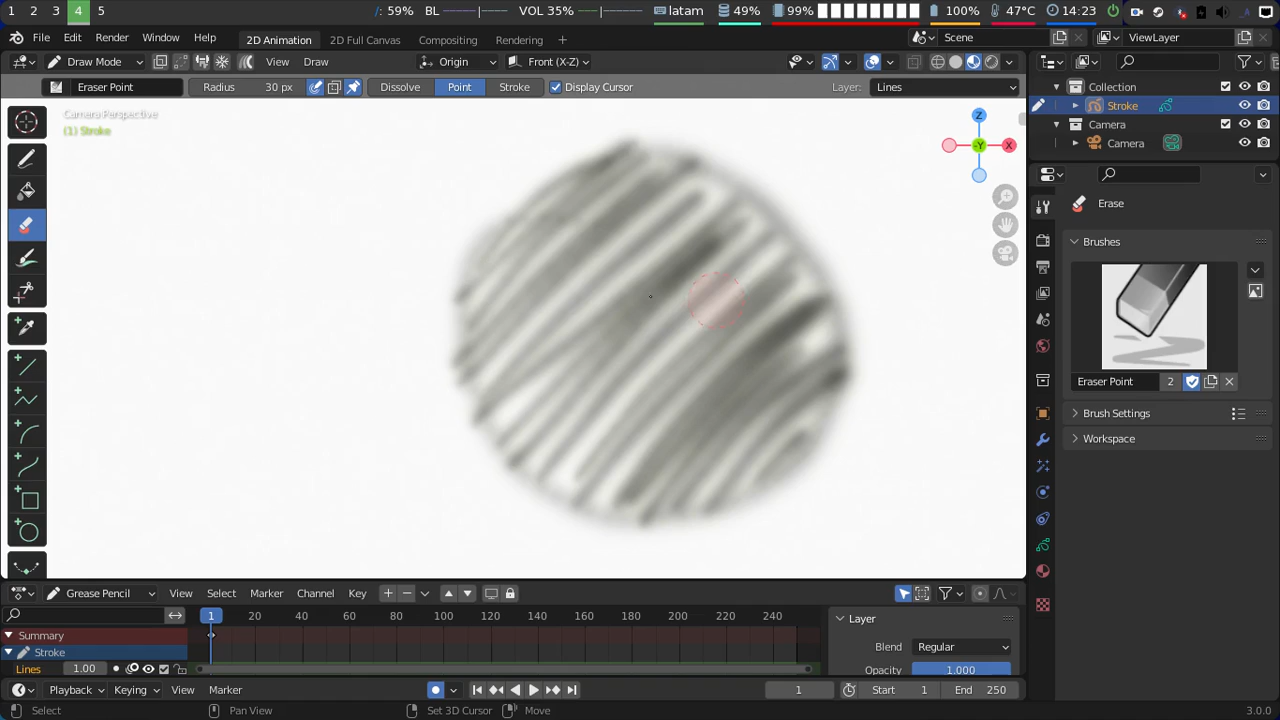 1 2 3 4 5 /: 59% BL VOL 35% latam 49% 99% 100% 47°C 14:23
File Edit Render Window Help 2D Animation 2D Full Canvas Compositing Rendering + Scene ViewLayer
Draw Mode View Draw Origin Front (X-Z)
Eraser Point Radius 30 px Dissolve Point Stroke Display Cursor Layer: Lines
Camera Perspective
(1) Stroke
Z
-Y X
Collection
Stroke
Camera
Camera
Erase
Brushes
Eraser Point 2
Brush Settings
Workspace
Grease Pencil View Select Marker Channel Key
1 20 40 60 80 100 120 140 160 180 200 220 240
Summary
Stroke
Lines 1.00
Layer
Blend Regular
Opacity 1.000
Playback Keying View Marker 1 Start 1 End 250
Select Pan View Set 3D Cursor Move 3.0.0